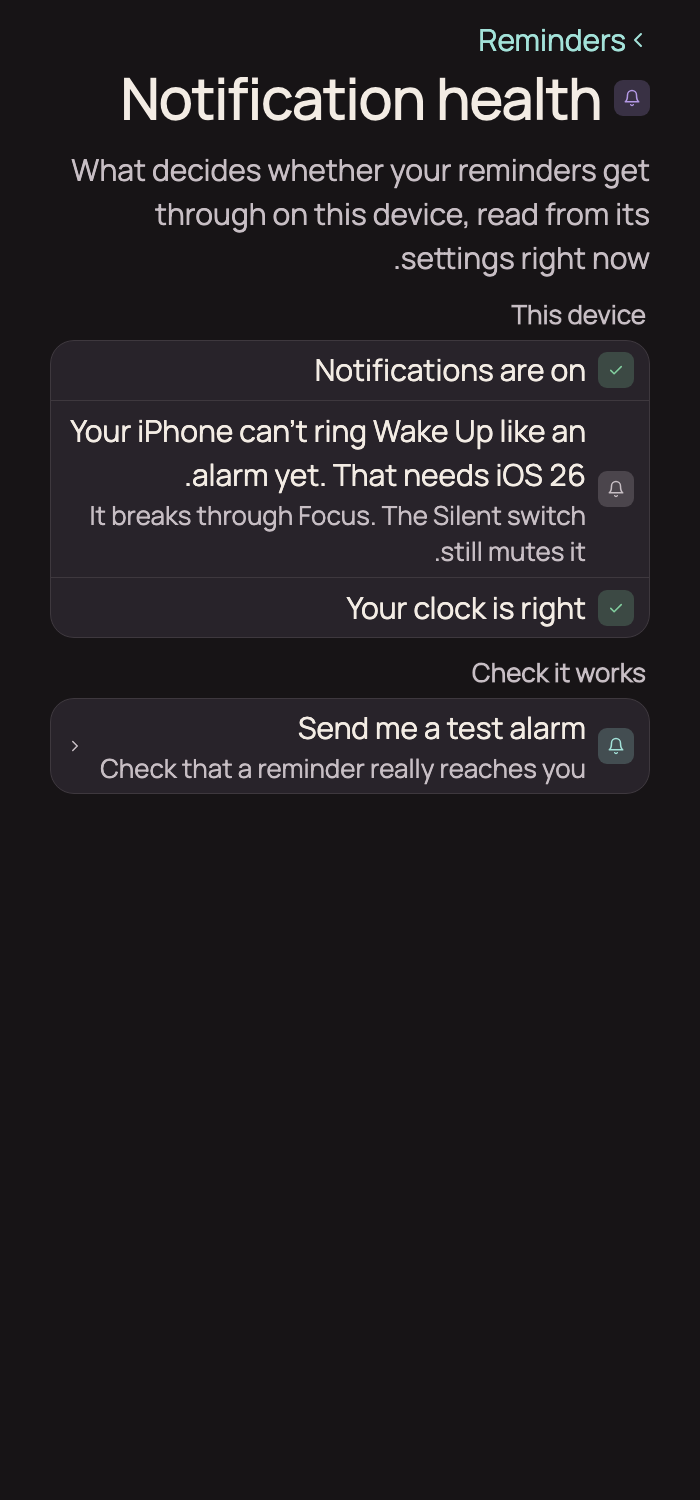 Reminders
Notification health
What decides whether your reminders get
through on this device, read from its
settings right now.
This device
Notifications are on
Your iPhone can't ring Wake Up like an
alarm yet. That needs iOS 26.
It breaks through Focus. The Silent switch
still mutes it.
Your clock is right
Check it works
Send me a test alarm
Check that a reminder really reaches you